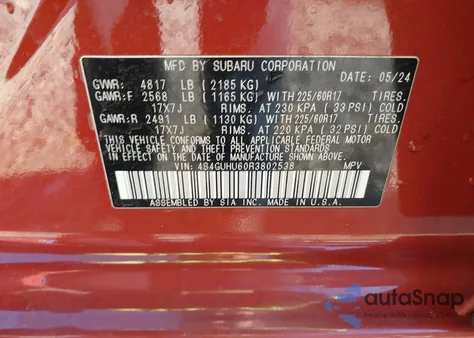 MFD BY SUBARU CORPORATION
DATE: 05/24
GVWR: 4817 LB (2185 KG)
GAWR:F 2568 LB (1165 KG) WITH 225/60R17 TIRES,
17X7J RIMS, AT 230 KPA (33 PSI) COLD
GAWR:R 2491 LB (1130 KG) WITH 225/60R17 TIRES,
17X7J RIMS, AT 220 KPA (32 PSI) COLD
THIS VEHICLE CONFORMS TO ALL APPLICABLE FEDERAL MOTOR
VEHICLE SAFETY AND THEFT PREVENTION STANDARDS
IN EFFECT ON THE DATE OF MANUFACTURE SHOWN ABOVE.
VIN: 4S4GUHU60R3802538 MPV
ASSEMBLED BY SIA INC. MADE IN U.S.A.
autaSnap